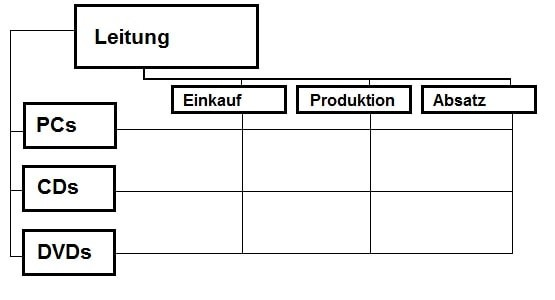 Leitung
Einkauf
Produktion
Absatz
PCs
CDs
DVDs